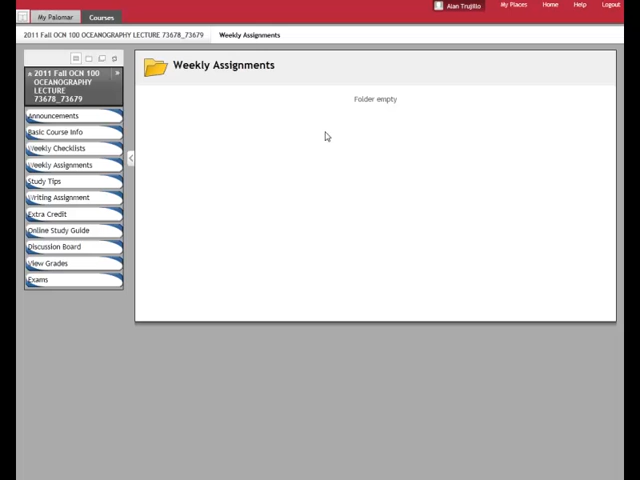 Alan Trujillo My Places Home Help Logout
My Palomar Courses
2011 Fall OCN 100 OCEANOGRAPHY LECTURE 73678_73679 Weekly Assignments
2011 Fall OCN 100
OCEANOGRAPHY
LECTURE
73678_73679
Announcements
Basic Course Info
Weekly Checklists
Weekly Assignments
Study Tips
Writing Assignment
Extra Credit
Online Study Guide
Discussion Board
View Grades
Exams
Weekly Assignments
Folder empty